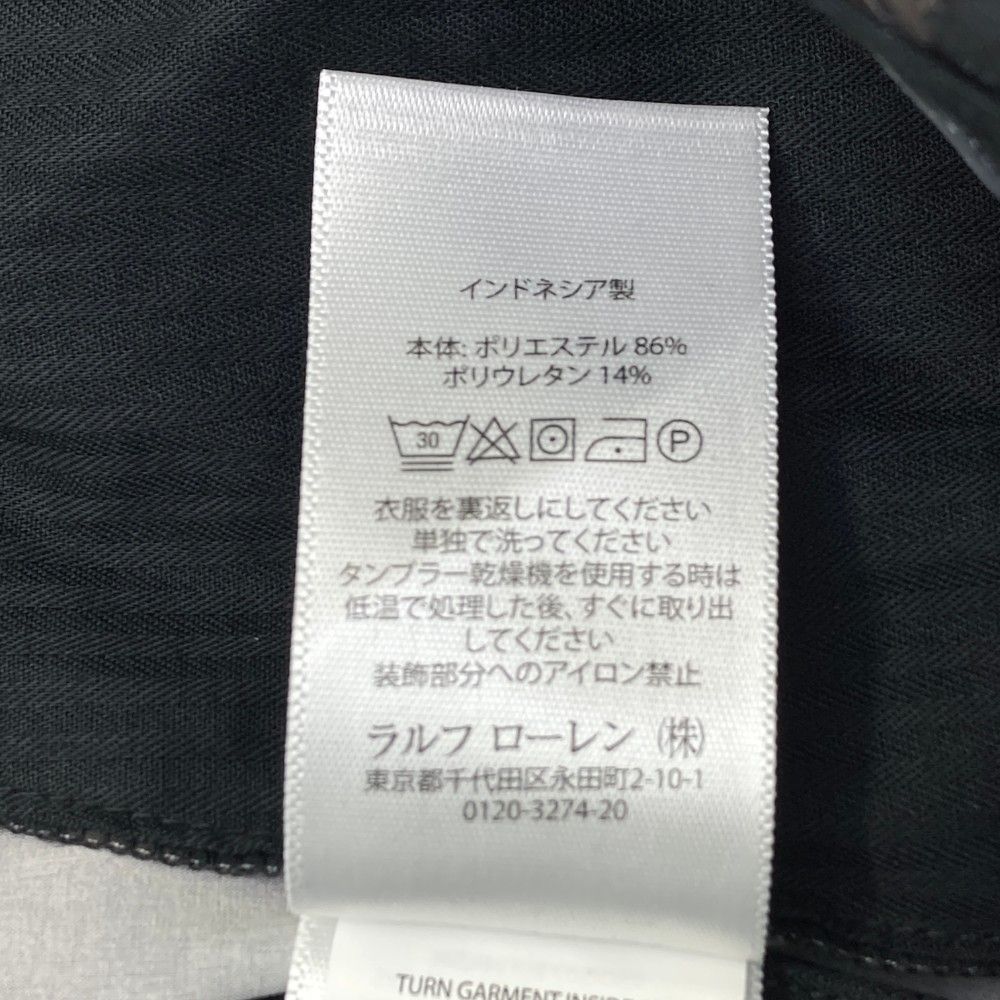 インドネシア製
本体: ポリエステル 86%
ポリウレタン 14%
30 P
衣服を裏返しにしてください
単独で洗ってください
タンブラー乾燥機を使用する時は
低温で処理した後、すぐに取り出
してください
装飾部分へのアイロン禁止
ラルフ ローレン (株)
東京都千代田区永田町2-10-1
0120-3274-20
TURN GARMENT INSIDE